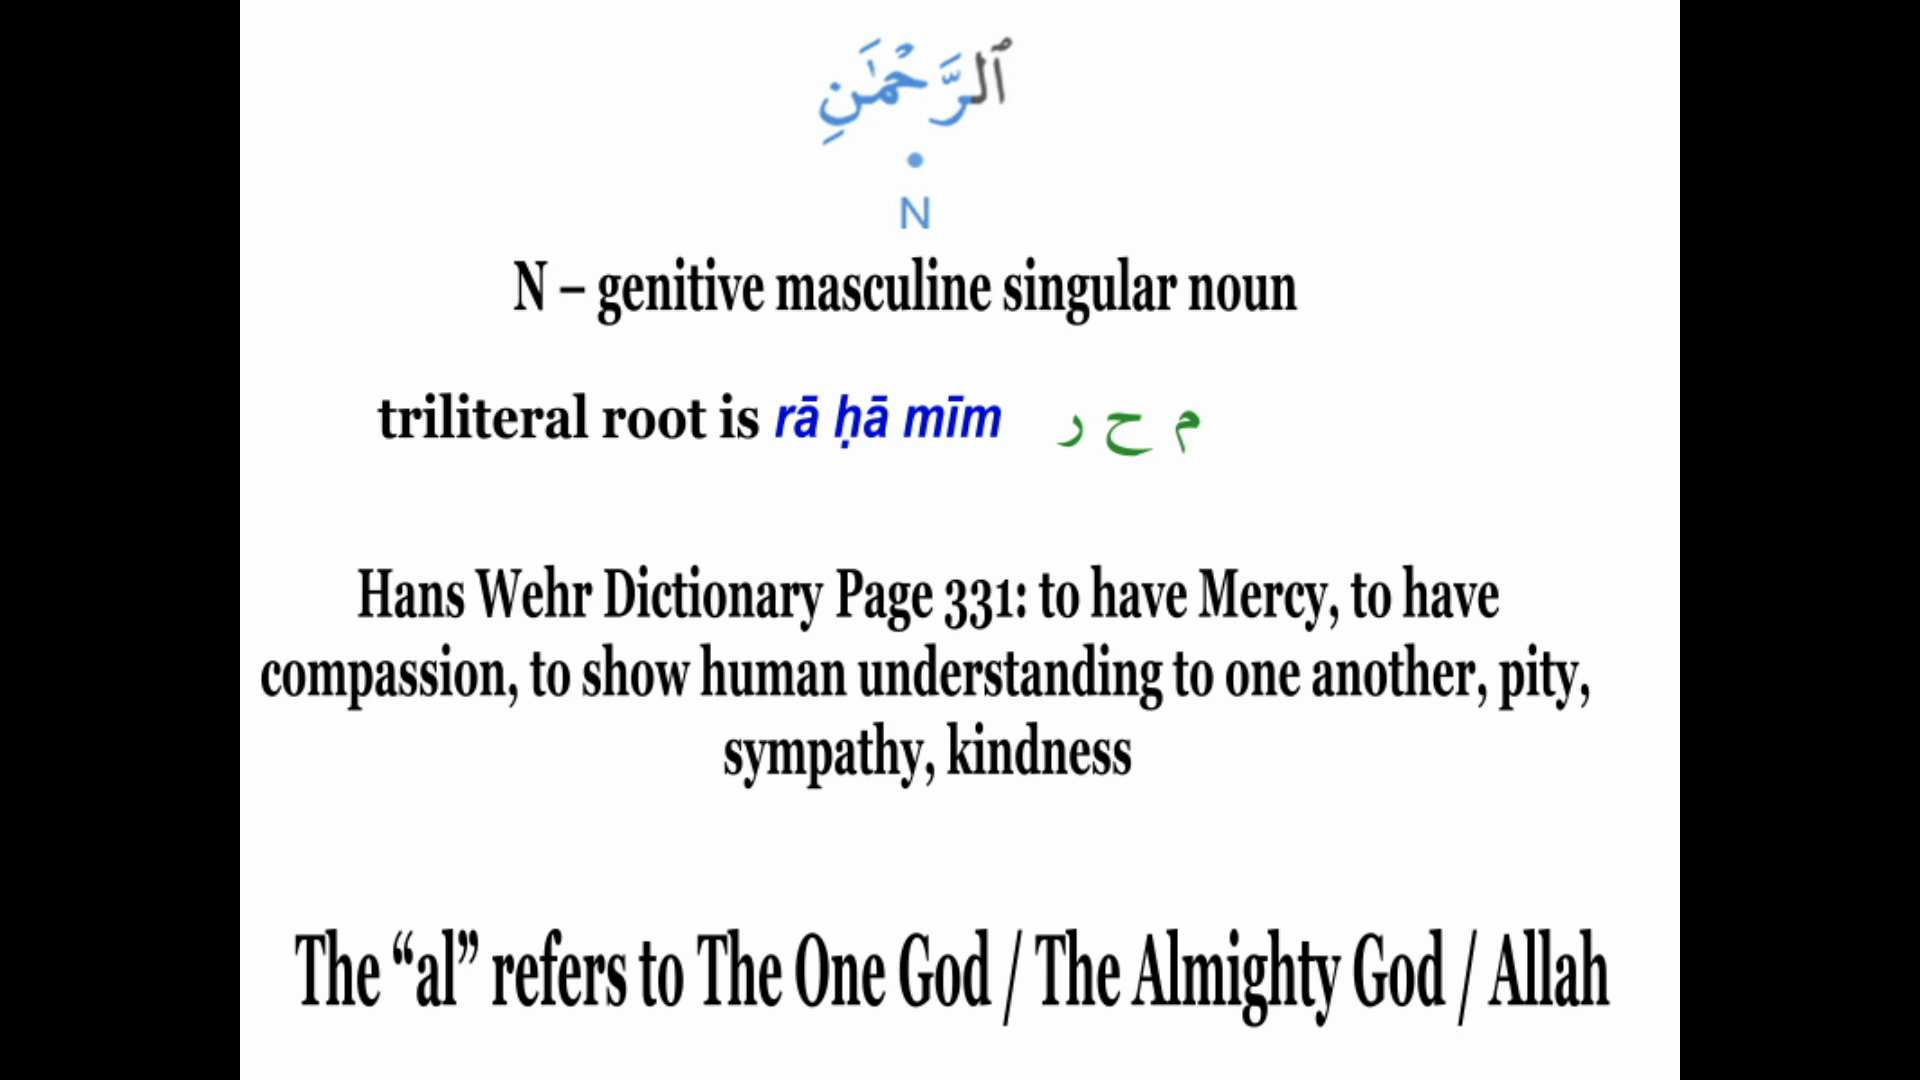 ٱلرَّحْمَٰنِ
N
N – genitive masculine singular noun
triliteral root is rā ḥā mīm ر ح م
Hans Wehr Dictionary Page 331: to have Mercy, to have
compassion, to show human understanding to one another, pity,
sympathy, kindness
The “al” refers to The One God / The Almighty God / Allah